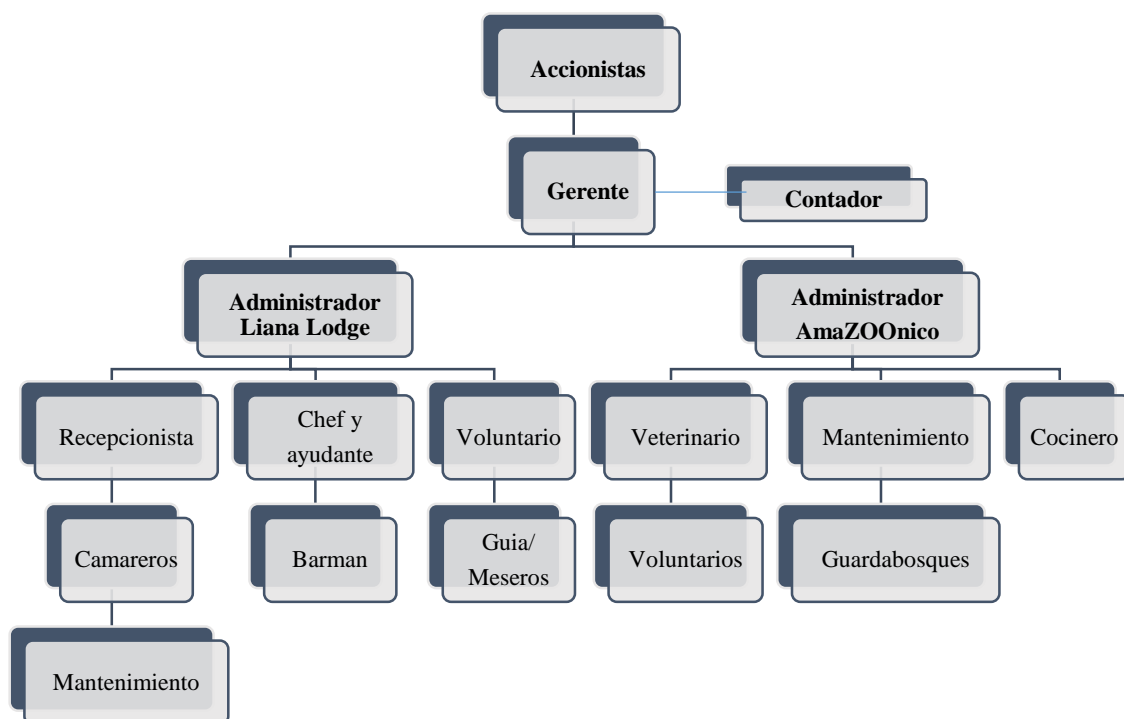 Accionistas
Gerente
Contador
Administrador
Liana Lodge
Administrador
AmaZOOnico
Recepcionista
Chef y
ayudante
Voluntario
Veterinario
Mantenimiento
Cocinero
Camareros
Barman
Guia/
Meseros
Voluntarios
Guardabosques
Mantenimiento